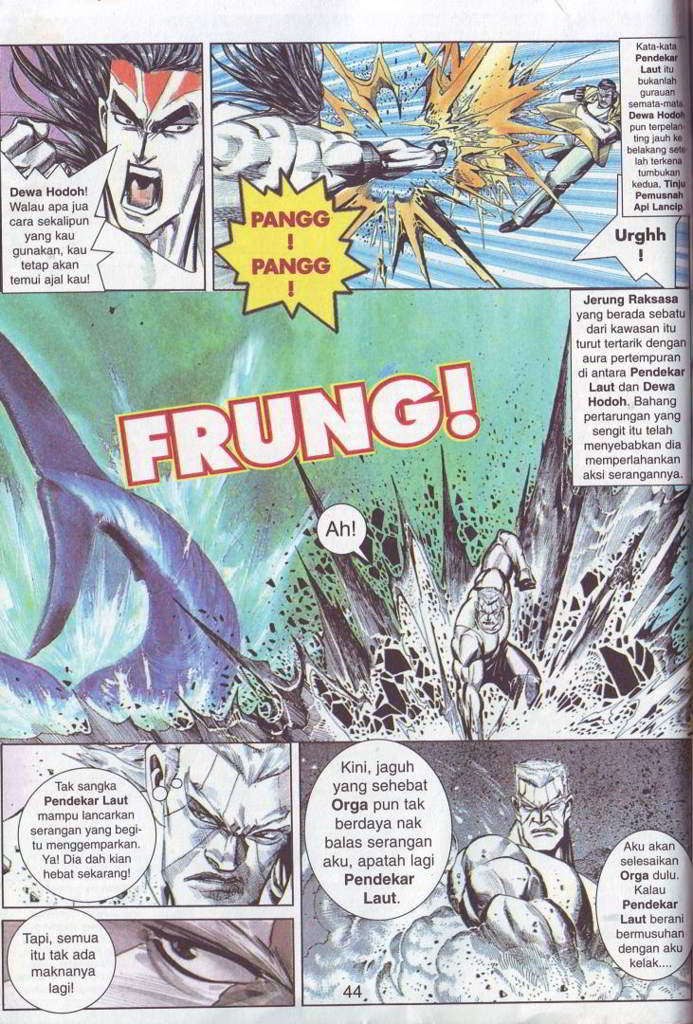 Dewa Hodoh!
Walau apa jua
cara sekalipun
yang kau
gunakan, kau
tetap akan
temui ajal kau!
PANGG
!
PANGG
!
Kata-kata
Pendekar
Laut itu
bukanlah
gurauan
semata-mata.
Dewa Hodoh
pun terpelan-
ting jauh ke
belakang sete-
lah terkena
tumbukan
kedua, Tinju
Pemusnah
Api Lancip.
Urghh
!
Jerung Raksasa
yang berada sebatu
dari kawasan itu
turut tertarik dengan
aura pertempuran
di antara Pendekar
Laut dan Dewa
Hodoh. Bahang
pertarungan yang
sengit itu telah
menyebabkan dia
memperlahankan
aksi serangannya.
FRUNG!
Ah!
Tak sangka
Pendekar Laut
mampu lancarkan
serangan yang begi-
tu menggemparkan.
Ya! Dia dah kian
hebat sekarang!
Tapi, semua
itu tak ada
maknanya
lagi!
Kini, jaguh
yang sehebat
Orga pun tak
berdaya nak
balas serangan
aku, apatah lagi
Pendekar
Laut.
Aku akan
selesaikan
Orga dulu.
Kalau
Pendekar
Laut berani
bermusuhan
dengan aku
kelak....
44